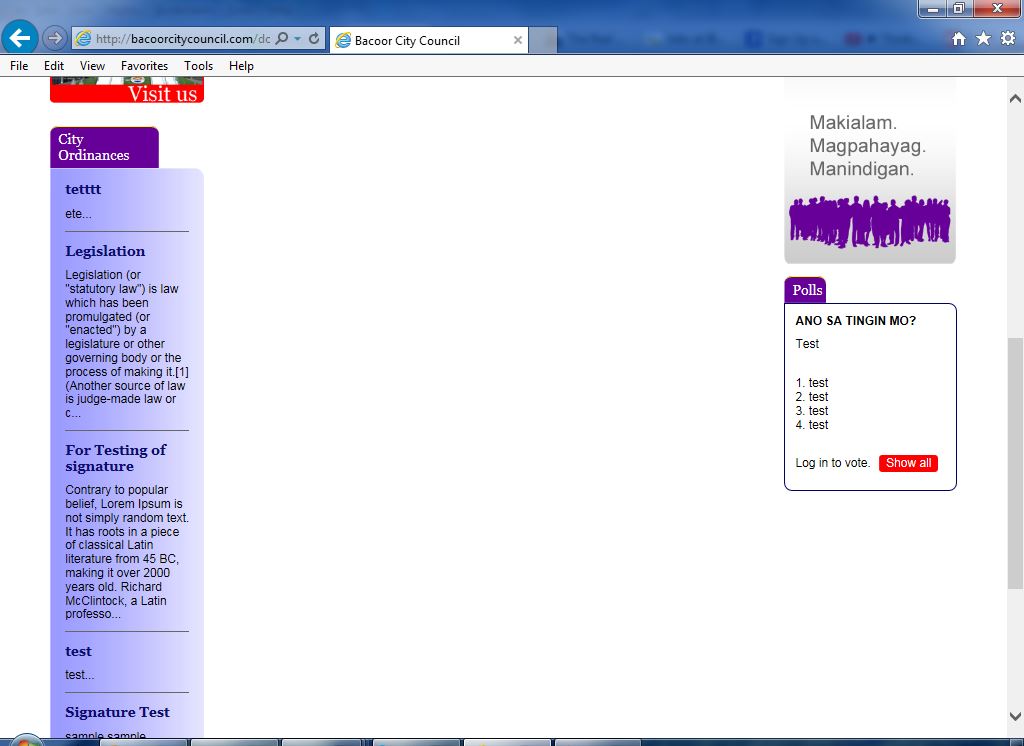 http://bacoorcitycouncil.com/dc
Bacoor City Council
File Edit View Favorites Tools Help
Visit us
City
Ordinances
tetttt
ete...
Legislation
Legislation (or
"statutory law") is law
which has been
promulgated (or
"enacted") by a
legislature or other
governing body or the
process of making it.[1]
(Another source of law
is judge-made law or
c...
For Testing of
signature
Contrary to popular
belief, Lorem Ipsum is
not simply random text.
It has roots in a piece
of classical Latin
literature from 45 BC,
making it over 2000
years old. Richard
McClintock, a Latin
professo...
test
test...
Signature Test
sample sample
Makialam.
Magpahayag.
Manindigan.
Polls
ANO SA TINGIN MO?
Test
1. test
2. test
3. test
4. test
Log in to vote. Show all